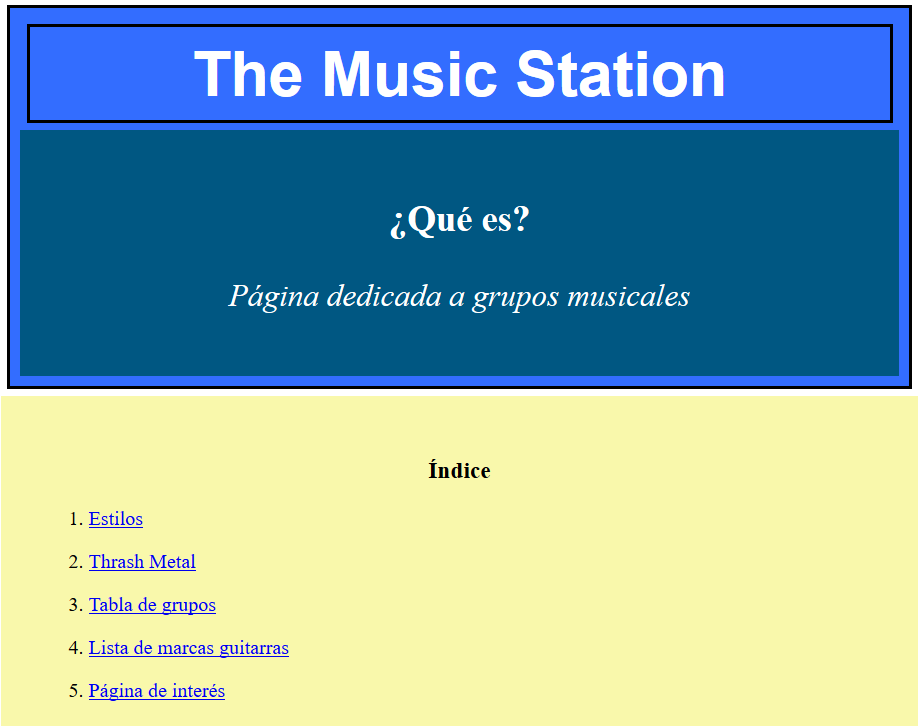 The Music Station
¿Qué es?
Página dedicada a grupos musicales
Índice
1. Estilos
2. Thrash Metal
3. Tabla de grupos
4. Lista de marcas guitarras
5. Página de interés